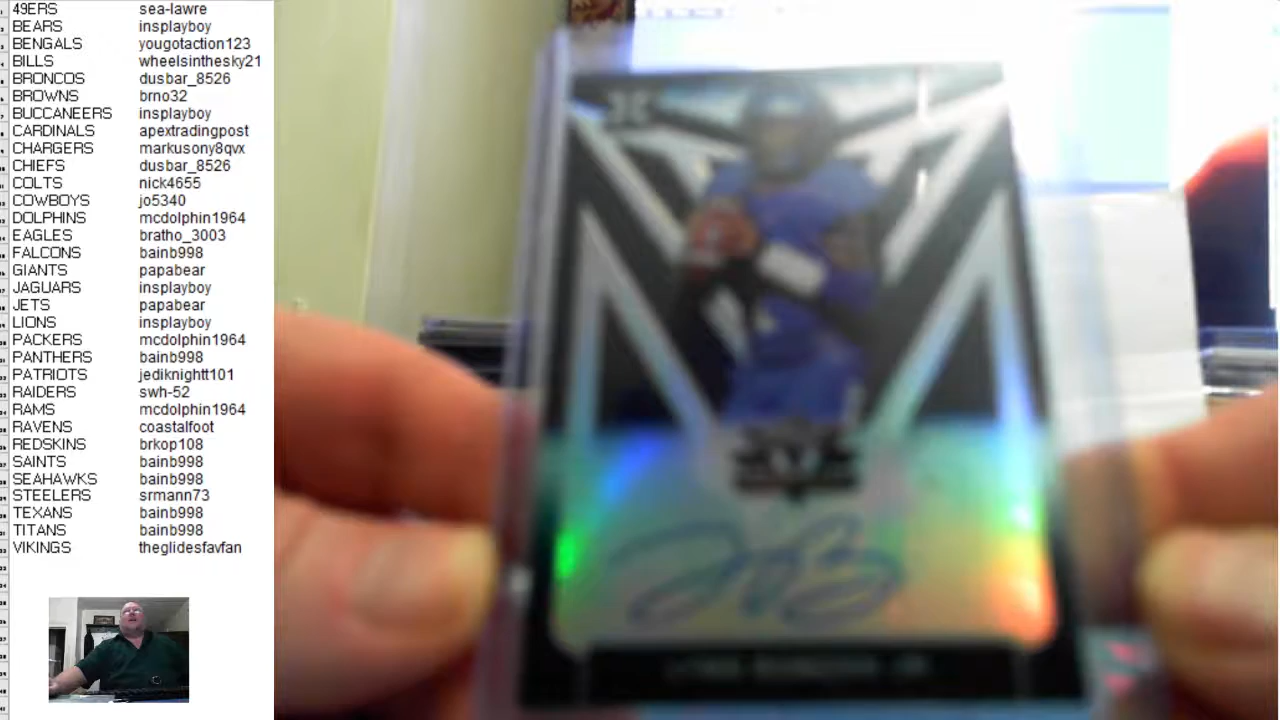 49ERS sea-lawre
BEARS insplayboy
BENGALS yougotaction123
BILLS wheelsinthesky21
BRONCOS dusbar_8526
BROWNS brno32
BUCCANEERS insplayboy
CARDINALS apextradingpost
CHARGERS markusony8qvx
CHIEFS dusbar_8526
COLTS nick4655
COWBOYS jo5340
DOLPHINS mcdolphin1964
EAGLES bratho_3003
FALCONS bainb998
GIANTS papabear
JAGUARS insplayboy
JETS papabear
LIONS insplayboy
PACKERS mcdolphin1964
PANTHERS bainb998
PATRIOTS jediknightt101
RAIDERS swh-52
RAMS mcdolphin1964
RAVENS coastalfoot
REDSKINS brkop108
SAINTS bainb998
SEAHAWKS bainb998
STEELERS srmann73
TEXANS bainb998
TITANS bainb998
VIKINGS theglidesfavfan